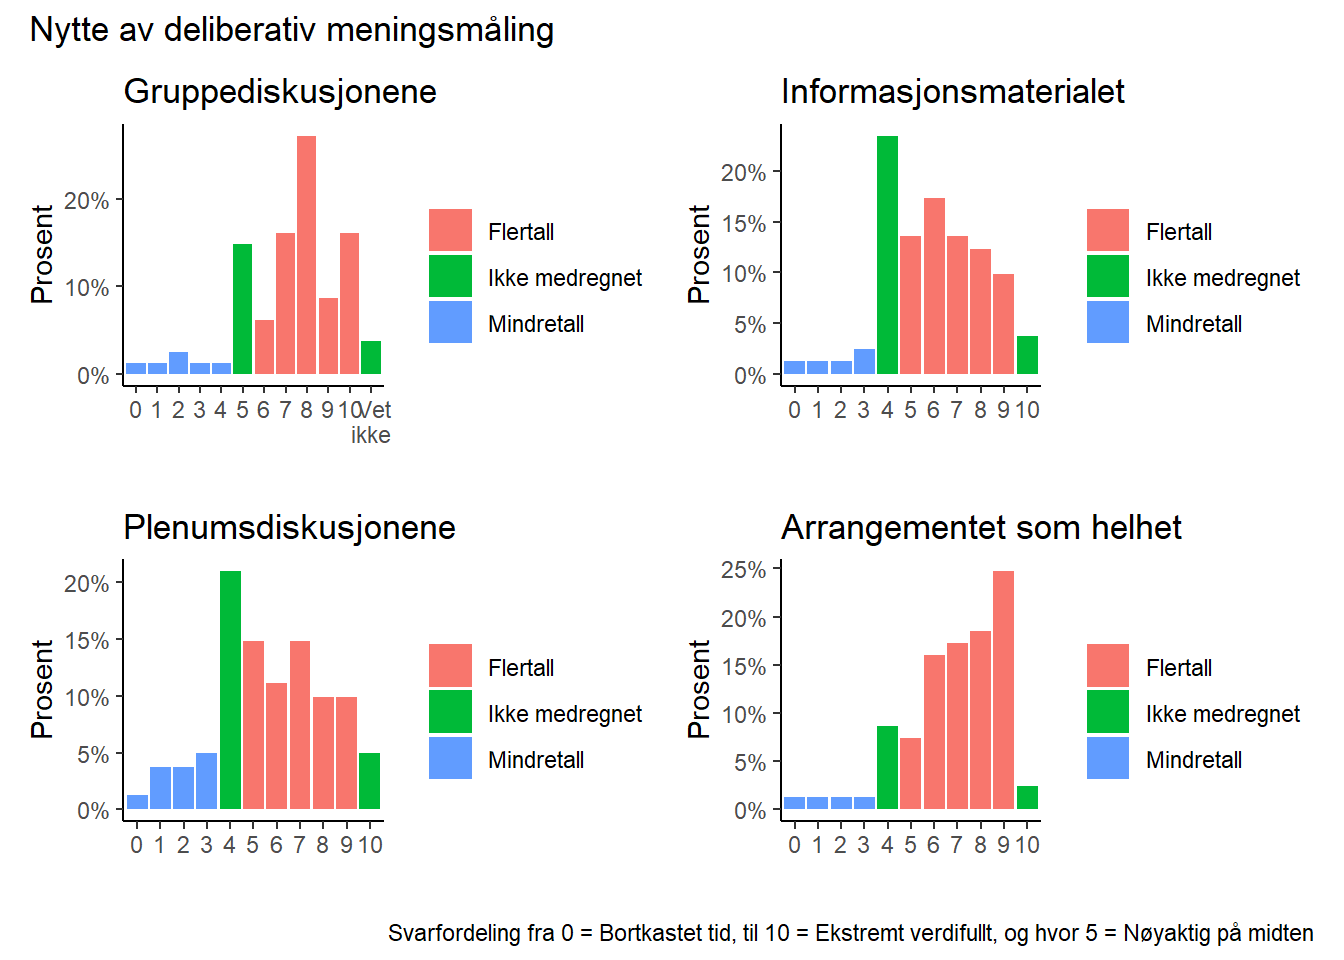 Nytte av deliberativ meningsmåling
Gruppediskusjonene
Prosent
20%
10%
0%
0 1 2 3 4 5 6 7 8 9 10 Vet
ikke
Flertall
Ikke medregnet
Mindretall
Informasjonsmaterialet
Prosent
20%
15%
10%
5%
0%
0 1 2 3 4 5 6 7 8 9 10
Flertall
Ikke medregnet
Mindretall
Plenumsdiskusjonene
Prosent
20%
15%
10%
5%
0%
0 1 2 3 4 5 6 7 8 9 10
Flertall
Ikke medregnet
Mindretall
Arrangementet som helhet
Prosent
25%
20%
15%
10%
5%
0%
0 1 2 3 4 5 6 7 8 9 10
Flertall
Ikke medregnet
Mindretall
Svarfordeling fra 0 = Bortkastet tid, til 10 = Ekstremt verdifullt, og hvor 5 = Nøyaktig på midten